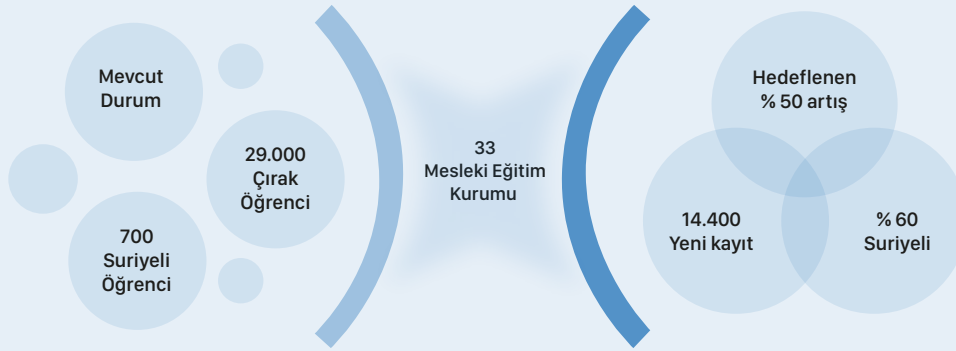 Mevcut
Durum
29.000
Çırak
Öğrenci
700
Suriyeli
Öğrenci
33
Mesleki Eğitim
Kurumu
Hedeflenen
% 50 artış
14.400
Yeni kayıt
% 60
Suriyeli